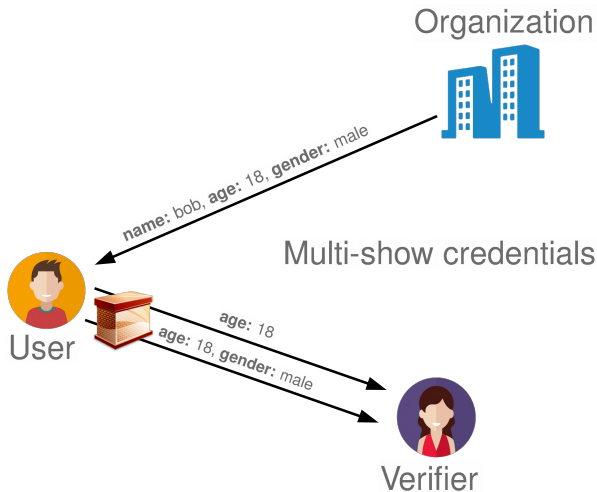 Organization
name: bob, age: 18, gender: male
Multi-show credentials
User
age: 18
age: 18, gender: male
Verifier